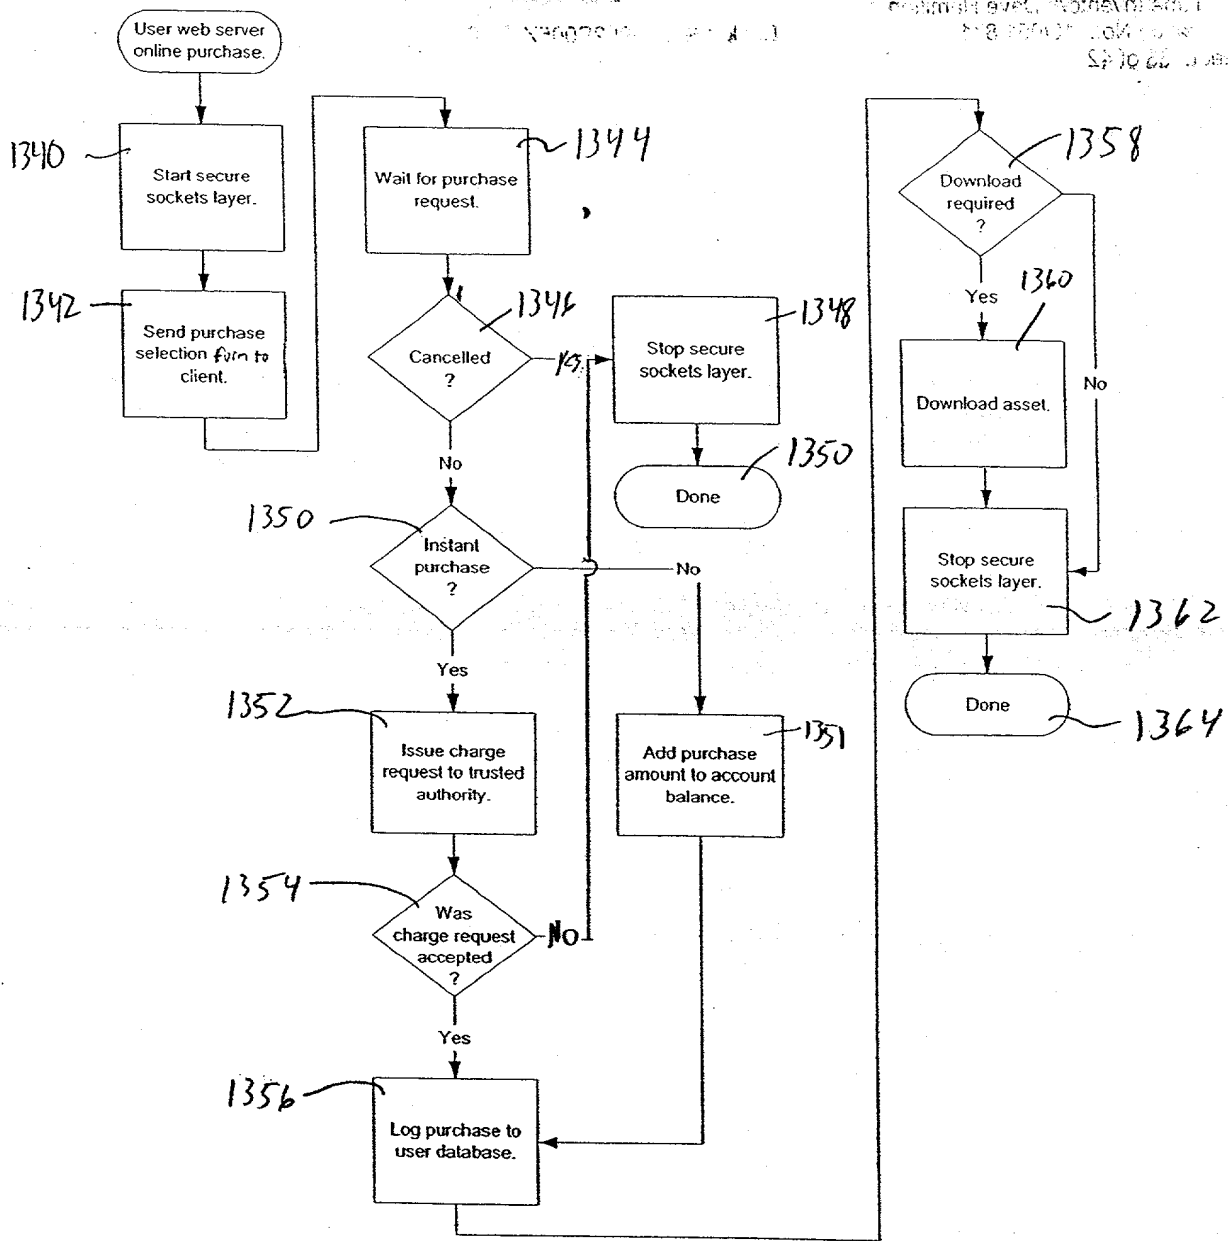 User web server
online purchase.
1340
Start secure
sockets layer.
1342
Send purchase
selection form to
client.
1344
Wait for purchase
request.
1346
Cancelled
?
Yes
No
1348
Stop secure
sockets layer.
1350
Done
1350
Instant
purchase
?
No
Yes
1352
Issue charge
request to trusted
authority.
1351
Add purchase
amount to account
balance.
1354
Was
charge request
accepted
?
NO
Yes
1356
Log purchase to
user database.
1358
Download
required
?
Yes
No
1360
Download asset.
Stop secure
sockets layer.
1362
Done
1364